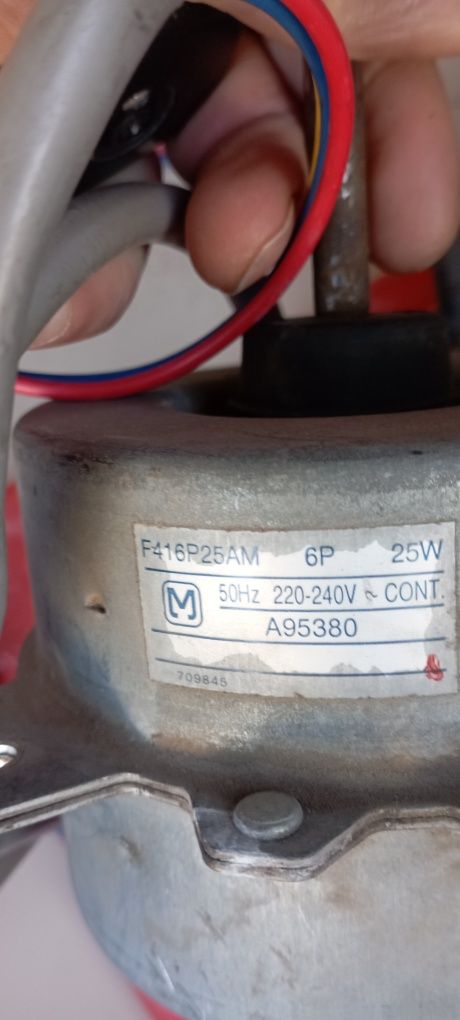 F416P25AM 6P 25W
M 50Hz 220-240V ~ CONT.
A95380
709845